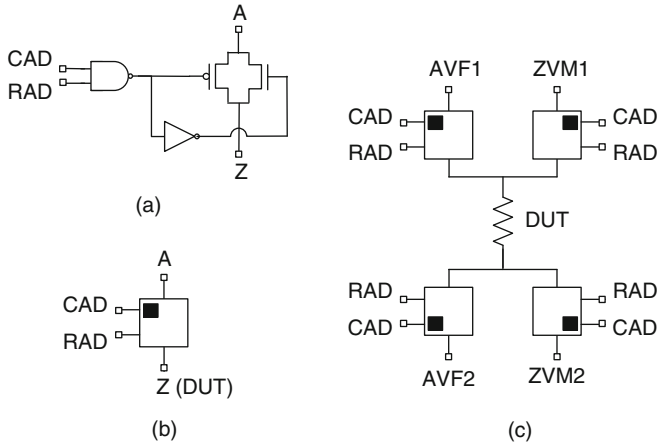 A
CAD
RAD
Z
(a)
A
CAD
RAD
Z (DUT)
(b)
AVF1 ZVM1
CAD CAD
RAD RAD
DUT
RAD RAD
CAD CAD
AVF2 ZVM2
(c)